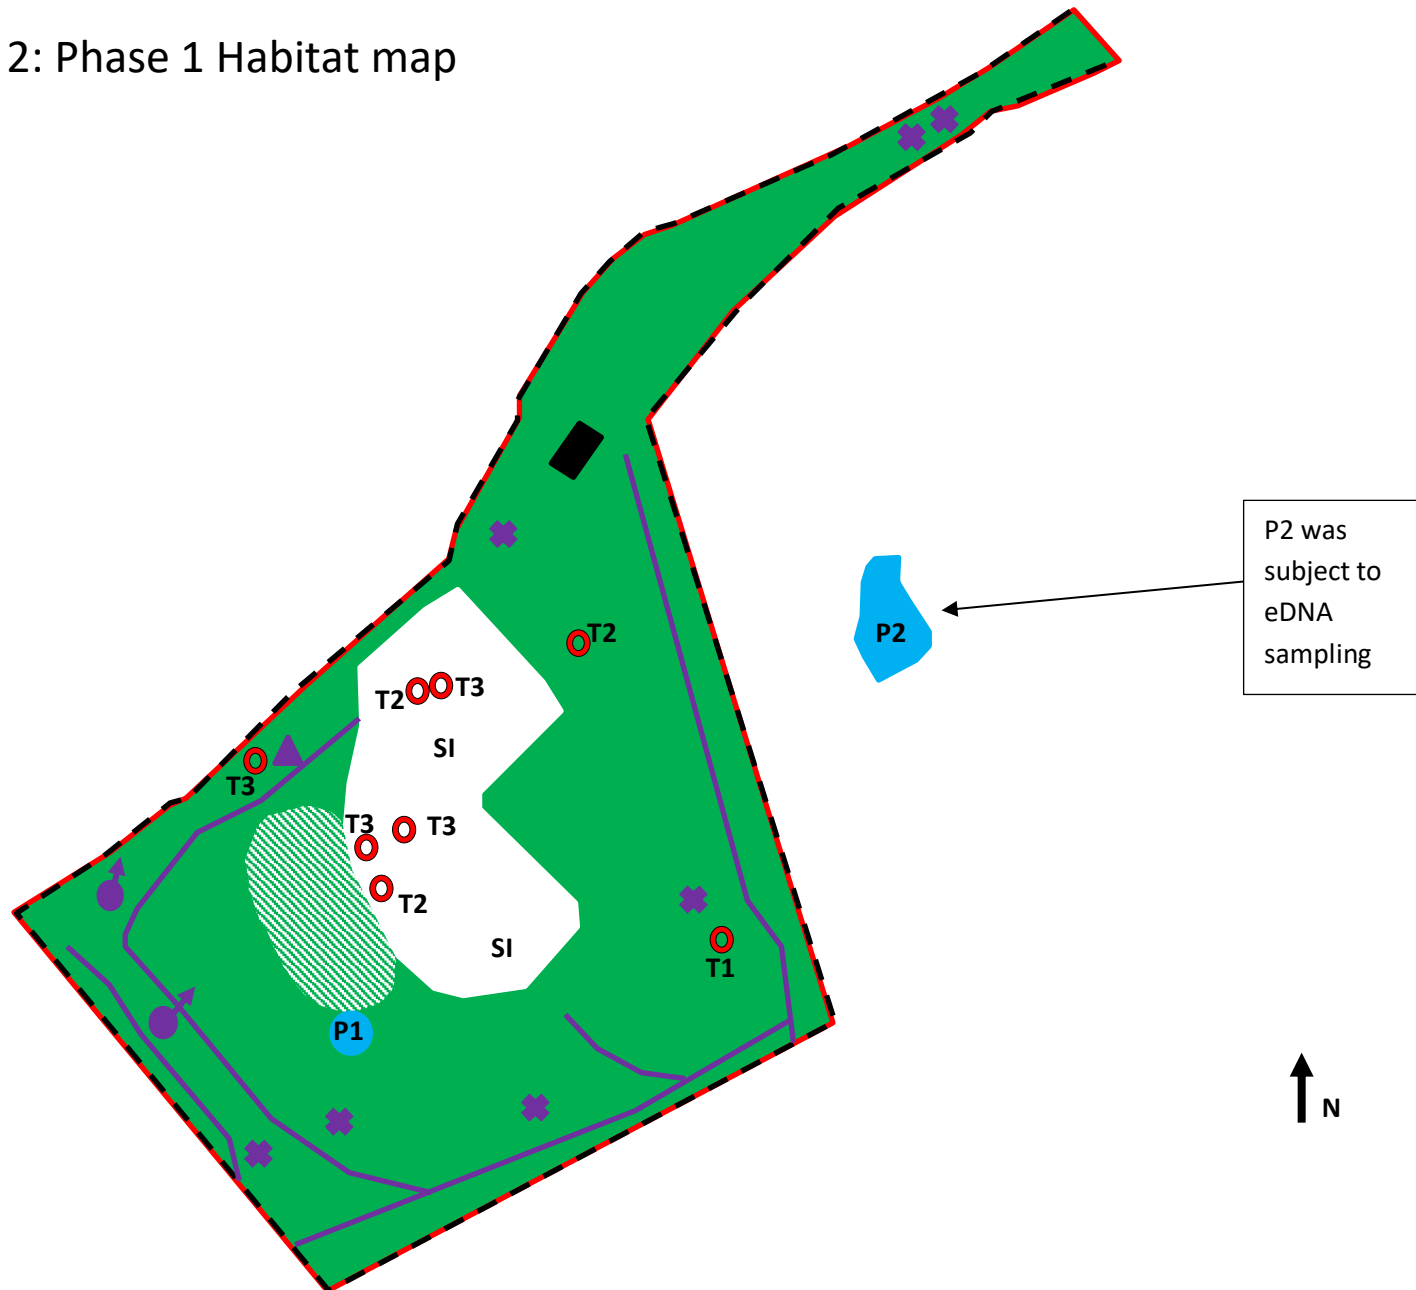 2: Phase 1 Habitat map
P2 was
subject to
eDNA
sampling
P2
T2
T2
T3
SI
T3
T3
T3
T2
SI
T1
P1
N